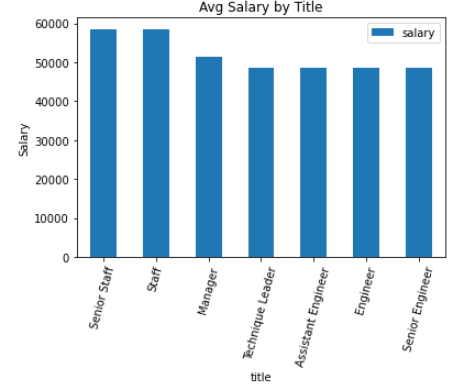 Avg Salary by Title
salary
60000
50000
40000
30000
20000
10000
0
Salary
Senior Staff
Staff
Manager
Technique Leader
Assistant Engineer
Engineer
Senior Engineer
title